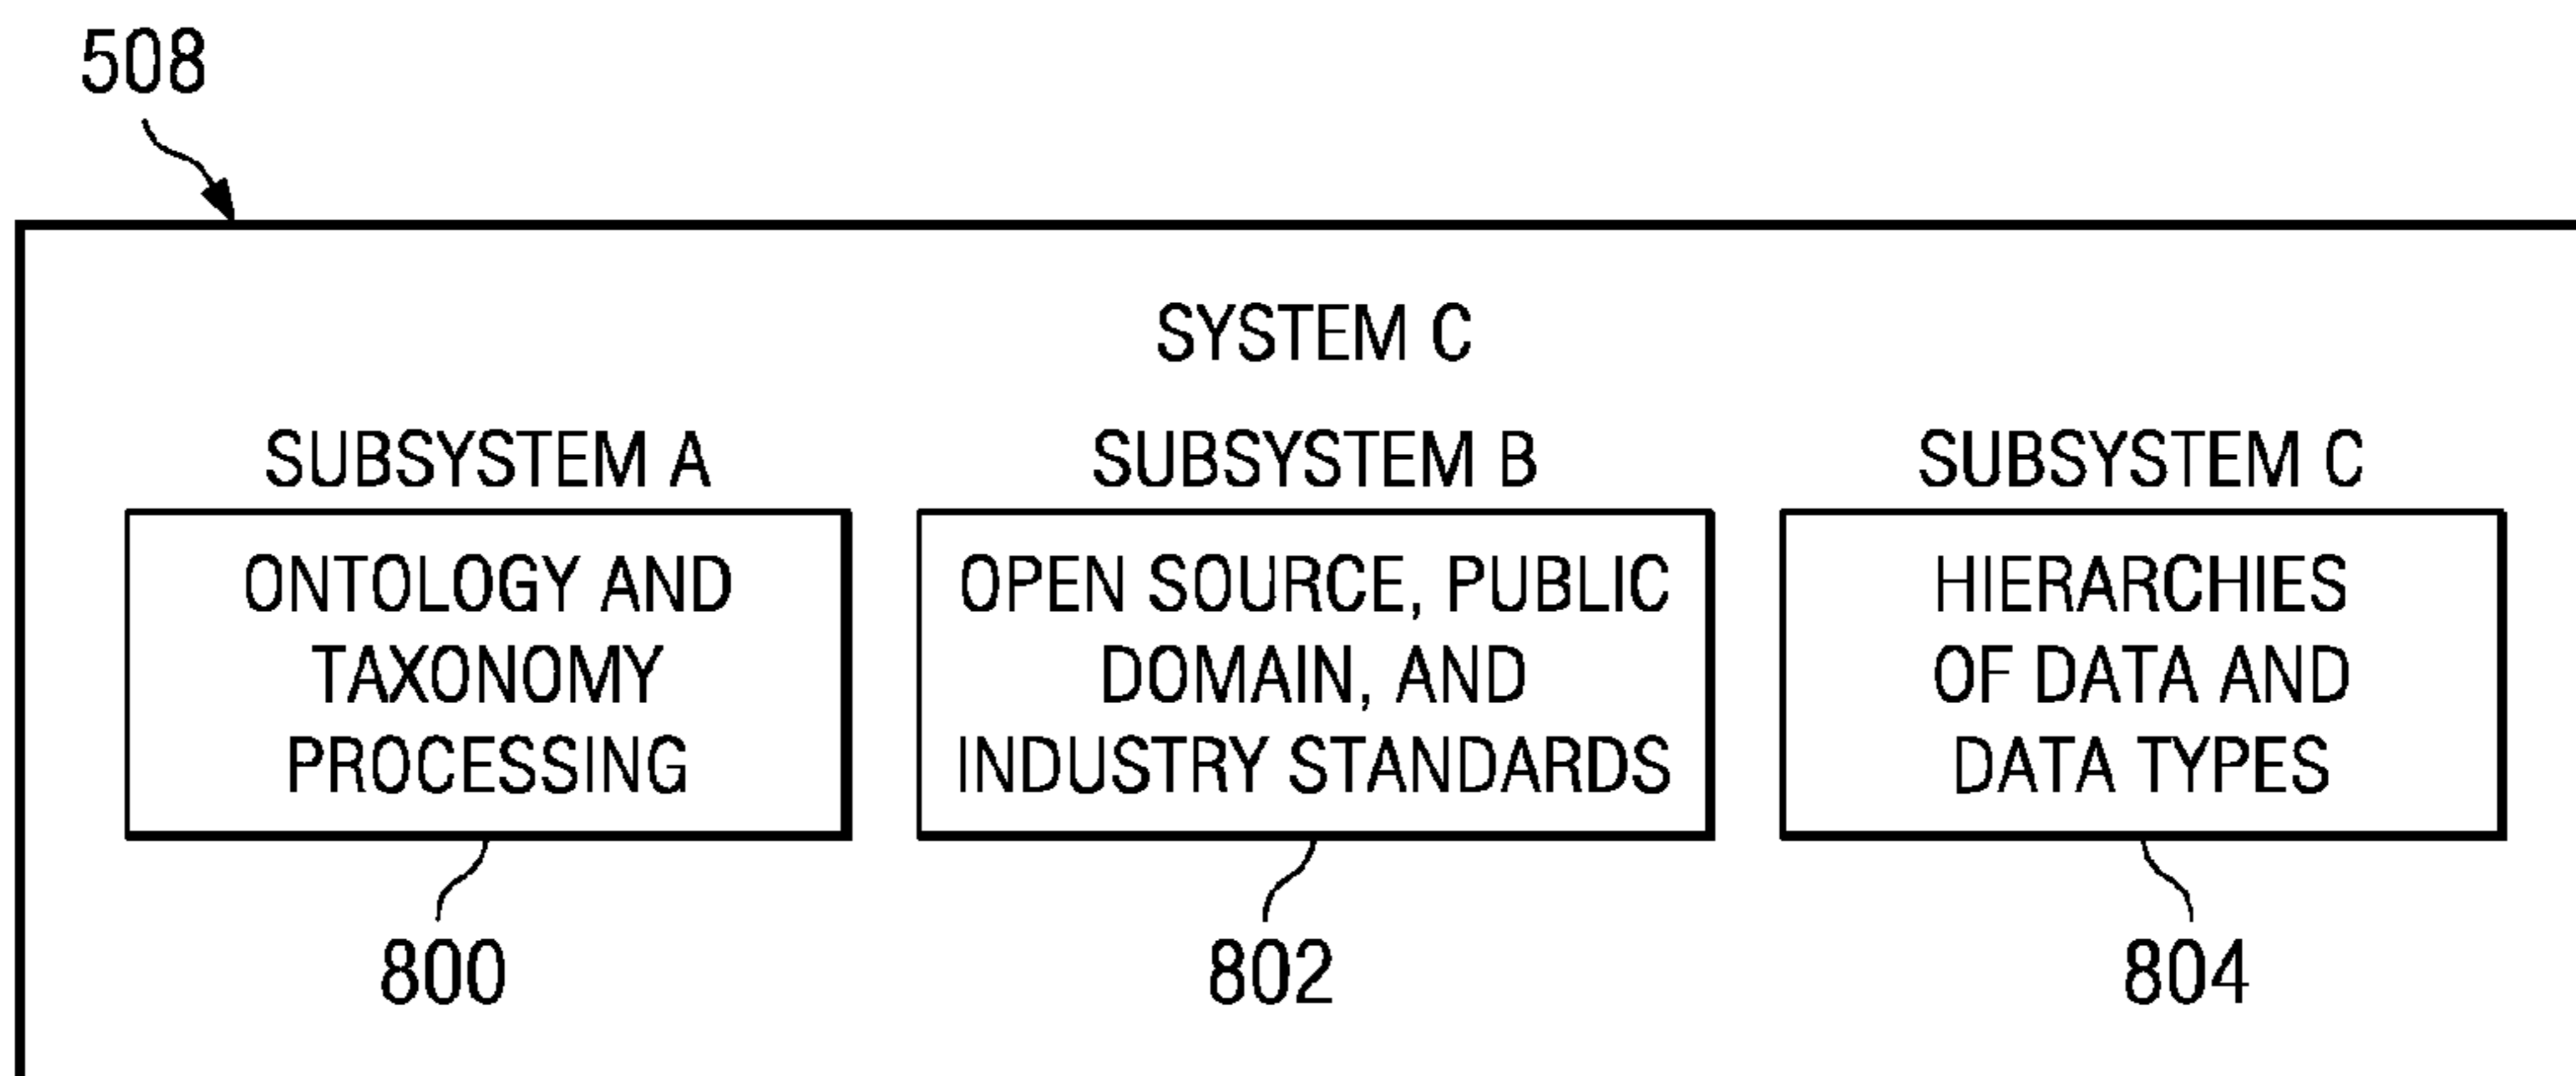 508
SYSTEM C
SUBSYSTEM A
ONTOLOGY AND
TAXONOMY
PROCESSING
800
SUBSYSTEM B
OPEN SOURCE, PUBLIC
DOMAIN, AND
INDUSTRY STANDARDS
802
SUBSYSTEM C
HIERARCHIES
OF DATA AND
DATA TYPES
804